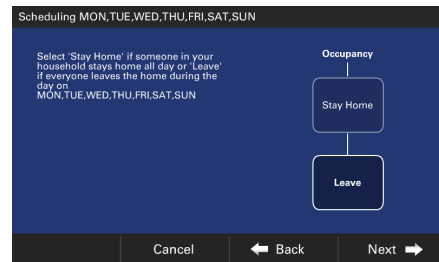 Scheduling MON,TUE,WED,THU,FRI,SAT,SUN
Select 'Stay Home' if someone in your
household stays home all day or 'Leave'
if everyone leaves the home during the
day on
MON,TUE,WED,THU,FRI,SAT,SUN
Occupancy
Stay Home
Leave
Cancel
Back
Next